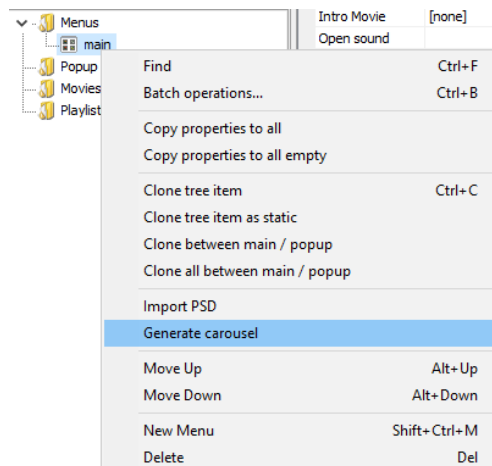 Menus
Intro Movie [none]
main
Open sound
Popup
Movies
Playlist
Find Ctrl+F
Batch operations... Ctrl+B
Copy properties to all
Copy properties to all empty
Clone tree item Ctrl+C
Clone tree item as static
Clone between main / popup
Clone all between main / popup
Import PSD
Generate carousel
Move Up Alt+Up
Move Down Alt+Down
New Menu Shift+Ctrl+M
Delete Del